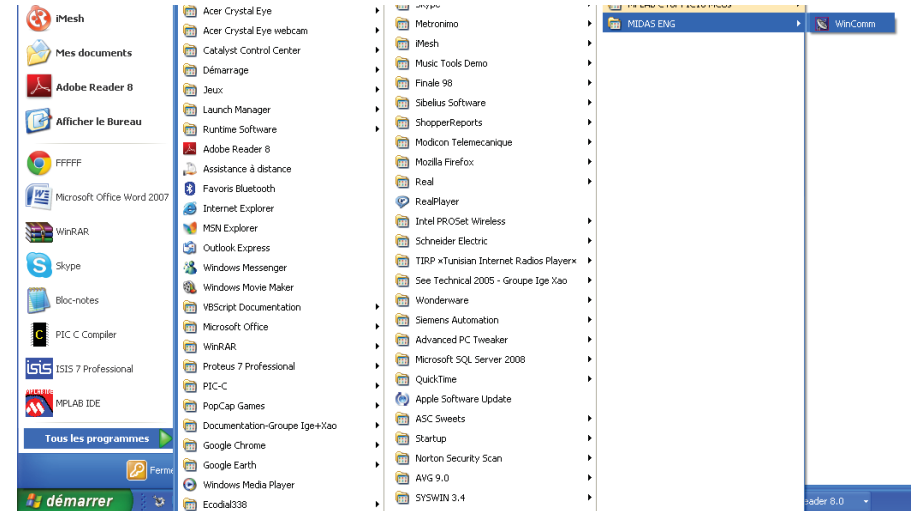 iMesh
Mes documents
Adobe Reader 8
Afficher le Bureau
FFFFF
Microsoft Office Word 2007
WinRAR
Skype
Bloc-notes
PIC C Compiler
ISIS 7 Professional
MPLAB IDE
Tous les programmes
Ferme
démarrer
Acer Crystal Eye
Acer Crystal Eye webcam
Catalyst Control Center
Démarrage
Jeux
Launch Manager
Runtime Software
Adobe Reader 8
Assistance à distance
Favoris Bluetooth
Internet Explorer
MSN Explorer
Outlook Express
Windows Messenger
Windows Movie Maker
VBScript Documentation
Microsoft Office
WinRAR
Proteus 7 Professional
PIC-C
PopCap Games
Documentation-Groupe Ige+Xao
Google Chrome
Google Earth
Windows Media Player
Ecodial338
Skype
Metronimo
iMesh
Music Tools Demo
Finale 98
Sibelius Software
ShopperReports
Modicon Telemecanique
Mozilla Firefox
Real
RealPlayer
Intel PROSet Wireless
Schneider Electric
TIRP ×Tunisian Internet Radios Player×
See Technical 2005 - Groupe Ige Xao
Wonderware
Siemens Automation
Advanced PC Tweaker
Microsoft SQL Server 2008
QuickTime
Apple Software Update
ASC Sweets
Startup
Norton Security Scan
AVG 9.0
SYSWIN 3.4
MPLAB C for PIC18 MCUs
MIDAS ENG
WinComm
eader 8.0